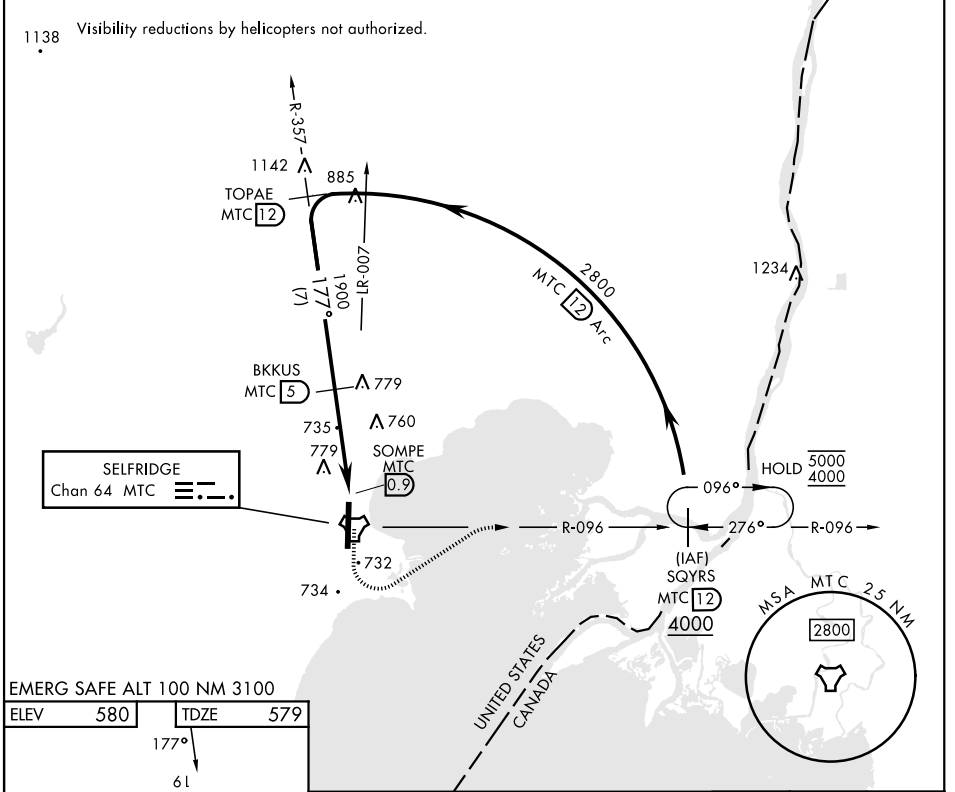 Visibility reductions by helicopters not authorized.
1138
R-357
1142
885
TOPAE
MTC 12
LR-007
2800
MTC 12 Arc
1900
177°
(7)
1234
BKKUS
MTC 5
779
760
735
779
SOMPE
MTC
0.9
SELFRIDGE
Chan 64 MTC
HOLD 5000
4000
096°
R-096
276°
R-096
(IAF)
SQYRS
MTC 12
4000
732
734
MSA MTC 25 NM
2800
UNITED STATES
CANADA
EMERG SAFE ALT 100 NM 3100
ELEV 580
TDZE 579
177°
19